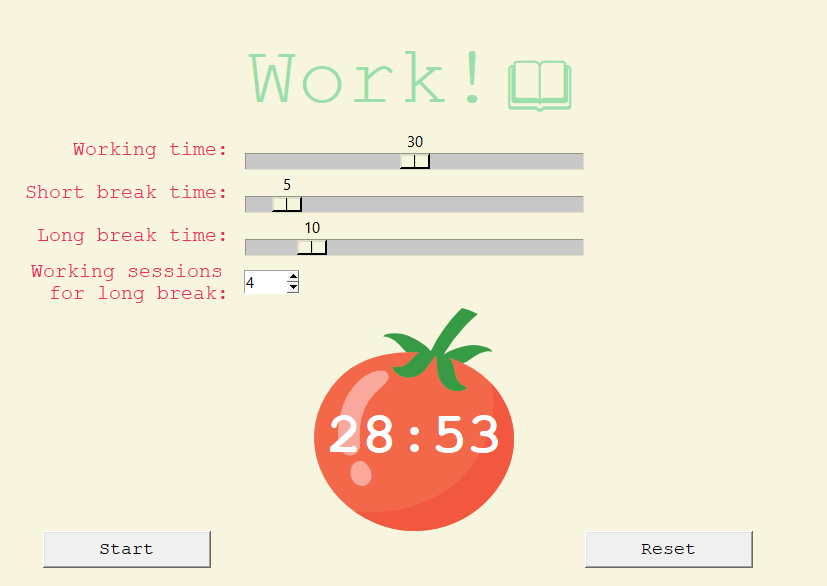 Work!
30
Working time:
5
Short break time:
10
Long break time:
Working sessions
for long break:
4
28:53
Start
Reset